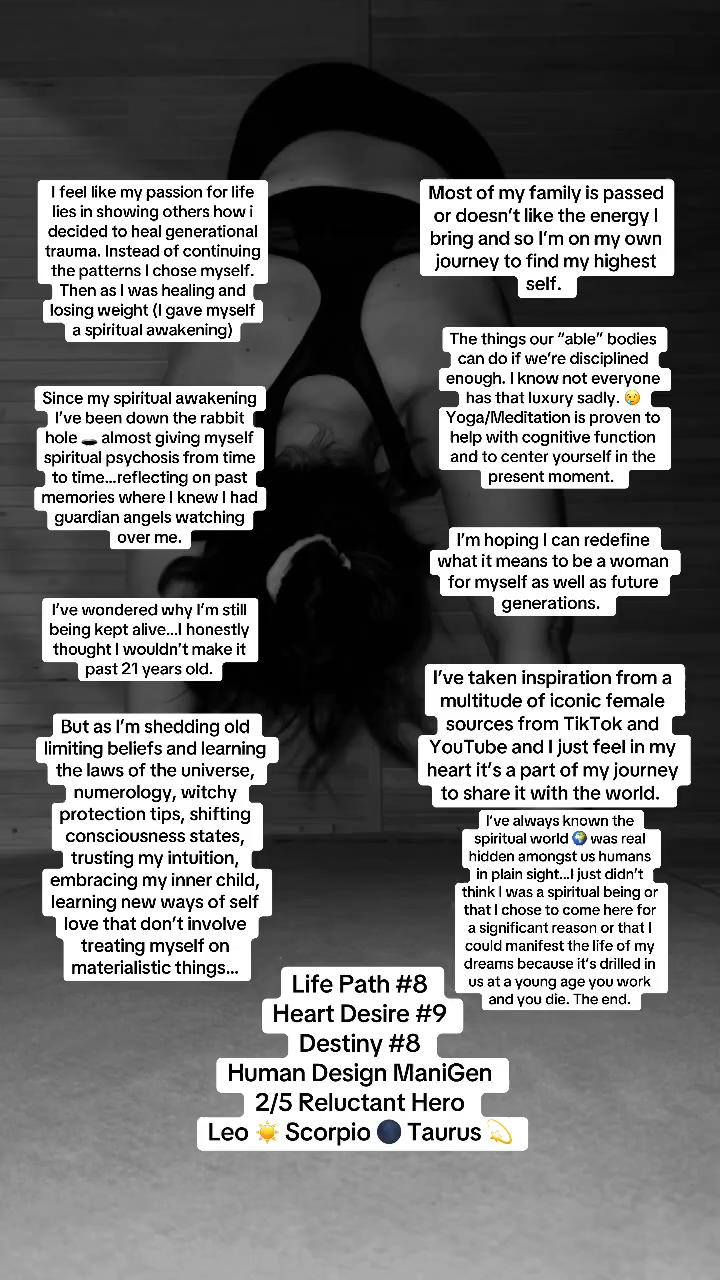 I feel like my passion for life
lies in showing others how i
decided to heal generational
trauma. Instead of continuing
the patterns I chose myself.
Then as I was healing and
losing weight (I gave myself
a spiritual awakening)
Since my spiritual awakening
I've been down the rabbit
hole 🕳️ almost giving myself
spiritual psychosis from time
to time...reflecting on past
memories where I knew I had
guardian angels watching
over me.
I've wondered why I'm still
being kept alive...I honestly
thought I wouldn't make it
past 21 years old.
But as I'm shedding old
limiting beliefs and learning
the laws of the universe,
numerology, witchy
protection tips, shifting
consciousness states,
trusting my intuition,
embracing my inner child,
learning new ways of self
love that don't involve
treating myself on
materialistic things...
Most of my family is passed
or doesn't like the energy I
bring and so I'm on my own
journey to find my highest
self.
The things our “able” bodies
can do if we're disciplined
enough. I know not everyone
has that luxury sadly. 😢
Yoga/Meditation is proven to
help with cognitive function
and to center yourself in the
present moment.
I'm hoping I can redefine
what it means to be a woman
for myself as well as future
generations.
I've taken inspiration from a
multitude of iconic female
sources from TikTok and
YouTube and I just feel in my
heart it's a part of my journey
to share it with the world.
I've always known the
spiritual world 🌍 was real
hidden amongst us humans
in plain sight...I just didn't
think I was a spiritual being or
that I chose to come here for
a significant reason or that I
could manifest the life of my
dreams because it's drilled in
us at a young age you work
and you die. The end.
Life Path #8
Heart Desire #9
Destiny #8
Human Design ManiGen
2/5 Reluctant Hero
Leo ☀️ Scorpio 🌑 Taurus 💫